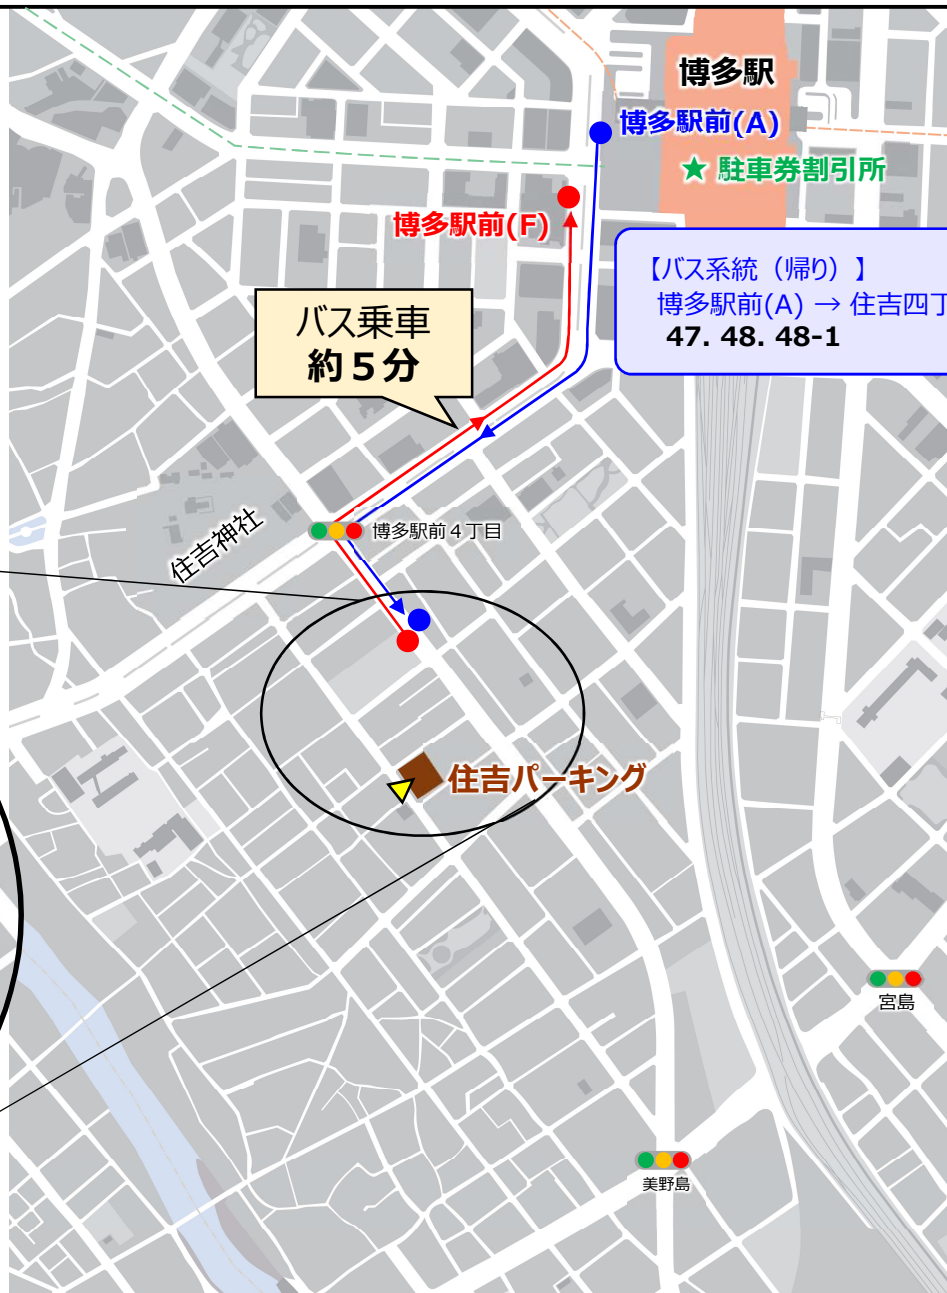 博多駅
博多駅前(A)
★ 駐車券割引所
博多駅前(F)
【バス系統（帰り）】
博多駅前(A) → 住吉四丁
47. 48. 48-1
バス乗車
約５分
博多駅前４丁目
住吉神社
住吉パーキング
宮島
美野島